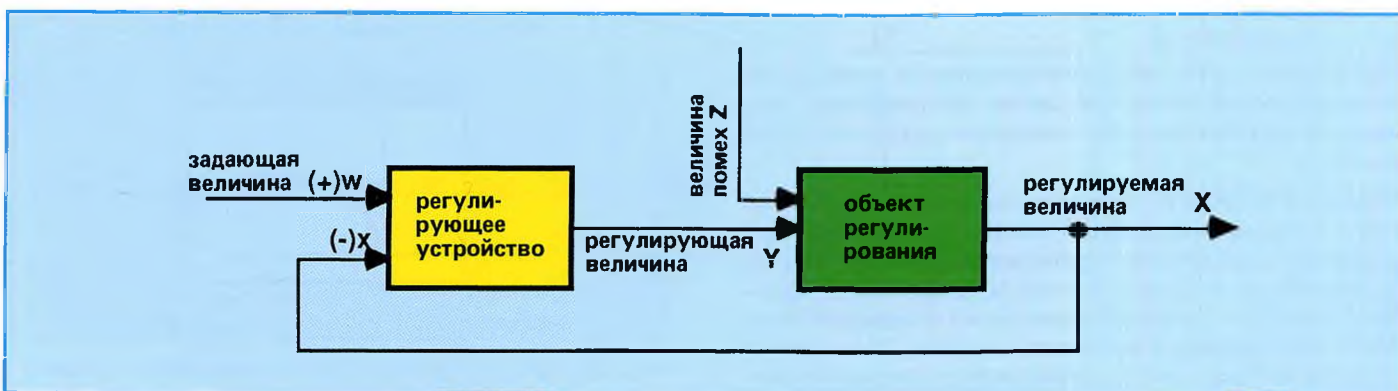 величина
помех Z
задающая
величина (+)w
(-)x
регули-
рующее
устройство
регулирующая
величина Y
объект
регули-
рования
регулируемая
величина X